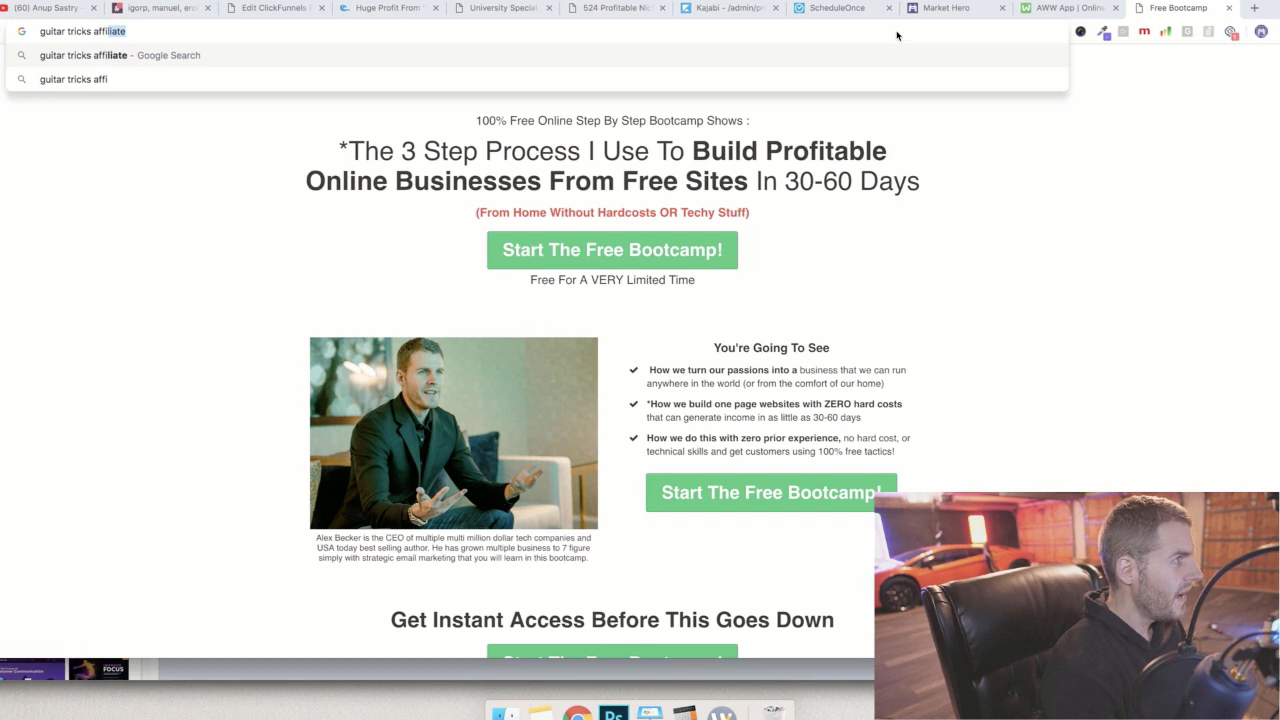 (60) Anup Sastry -
igorp, manuel, er
Edit ClickFunnels
Huge Profit From "
University Special
524 Profitable Nic
Kajabi - /admin/pr
ScheduleOnce
Market Hero
AWW App | Online
Free Bootcamp
guitar tricks affiliate
guitar tricks affiliate - Google Search
guitar tricks affi
100% Free Online Step By Step Bootcamp Shows :
*The 3 Step Process I Use To Build Profitable
Online Businesses From Free Sites In 30-60 Days
(From Home Without Hardcosts OR Techy Stuff)
Start The Free Bootcamp!
Free For A VERY Limited Time
You're Going To See
How we turn our passions into a business that we can run
anywhere in the world (or from the comfort of our home)
*How we build one page websites with ZERO hard costs
that can generate income in as little as 30-60 days
How we do this with zero prior experience, no hard cost, or
technical skills and get customers using 100% free tactics!
Start The Free Bootcamp!
Alex Becker is the CEO of multiple multi million dollar tech companies and
USA today best selling author. He has grown multiple business to 7 figure
simply with strategic email marketing that you will learn in this bootcamp.
Get Instant Access Before This Goes Down
Start The Free Bootcamp!
FOCUS
Ps